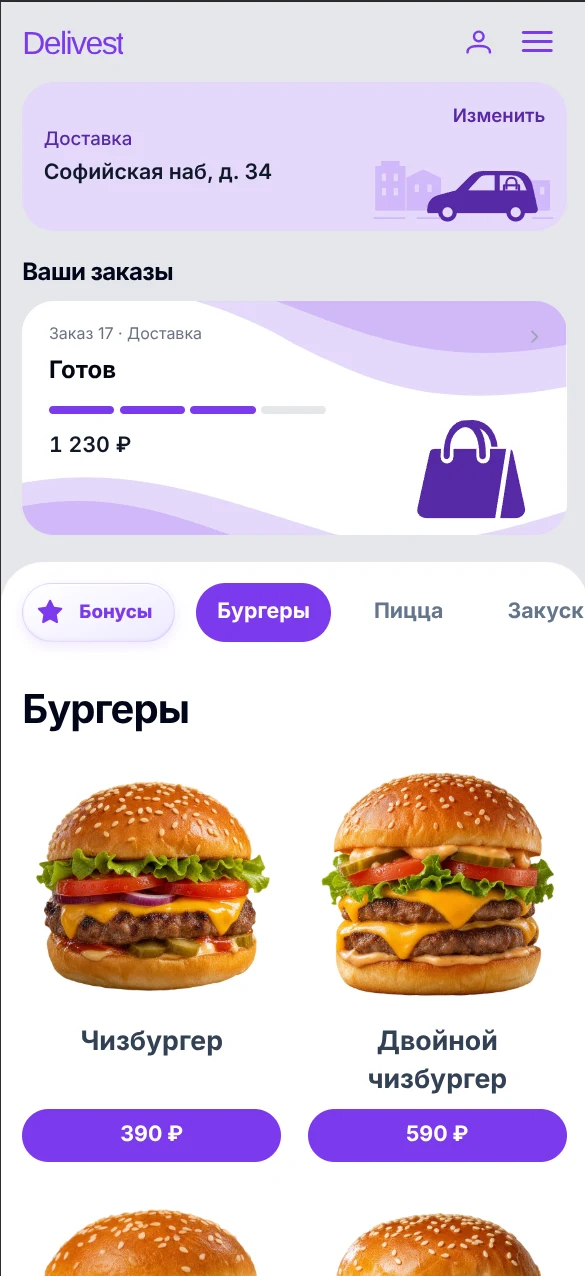 Delivest
Изменить
Доставка
Софийская наб, д. 34
Ваши заказы
Заказ 17 · Доставка
Готов
1 230 ₽
Бонусы
Бургеры
Пицца
Закуск
Бургеры
Чизбургер
Двойной
чизбургер
390 ₽
590 ₽